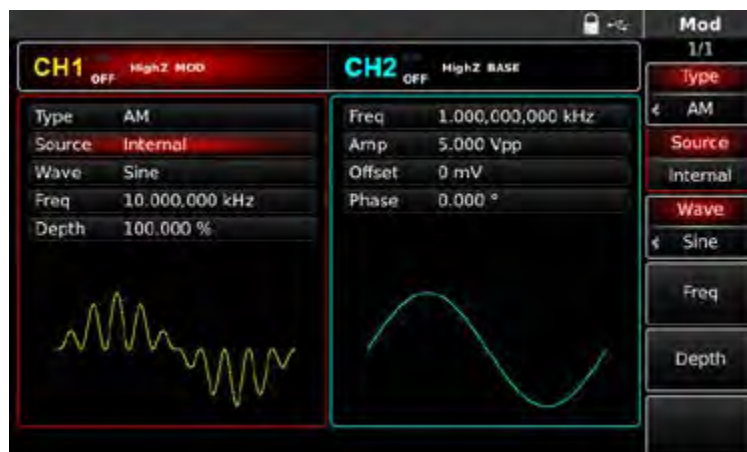 Mod
1/1
CH1 OFF HighZ MOD
CH2 OFF HighZ BASE
Type AM
Source Internal
Wave Sine
Freq 10.000,000 kHz
Depth 100.000 %
Freq 1.000,000,000 kHz
Amp 5.000 Vpp
Offset 0 mV
Phase 0.000 °
Type
AM
Source
Internal
Wave
Sine
Freq
Depth